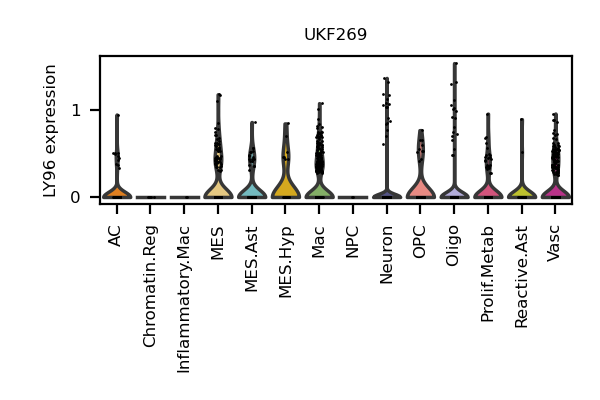 UKF269
LY96 expression
1
0
AC
Chromatin.Reg
Inflammatory.Mac
MES
MES.Ast
MES.Hyp
Mac
NPC
Neuron
OPC
Oligo
Prolif.Metab
Reactive.Ast
Vasc